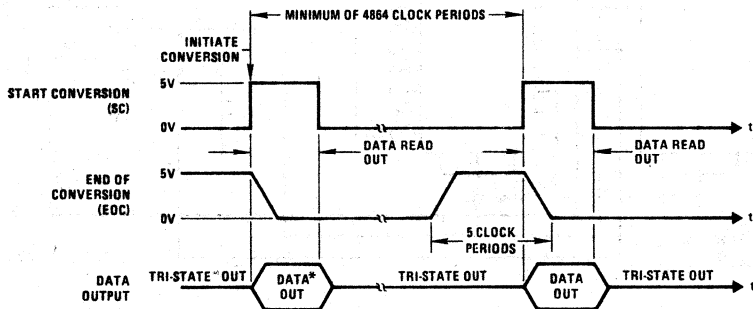 MINIMUM OF 4864 CLOCK PERIODS
INITIATE
CONVERSION
5V
START CONVERSION
(SC)
0V
t
DATA READ
OUT
DATA READ
OUT
END OF
CONVERSION
(EOC)
5V
0V
t
5 CLOCK
PERIODS
DATA
OUTPUT
TRI-STATE OUT
DATA*
OUT
TRI-STATE OUT
DATA
OUT
TRI-STATE OUT
t